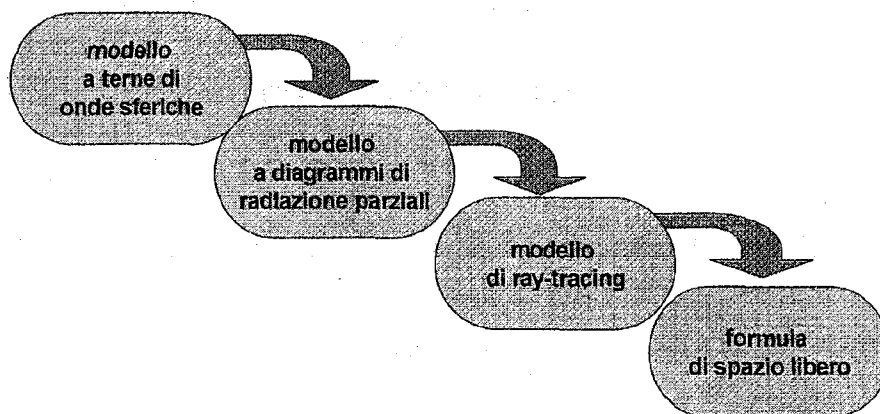 modello
a terne di
onde sferiche
modello
a diagrammi di
radiazione parziali
modello
di ray-tracing
formula
di spazio libero